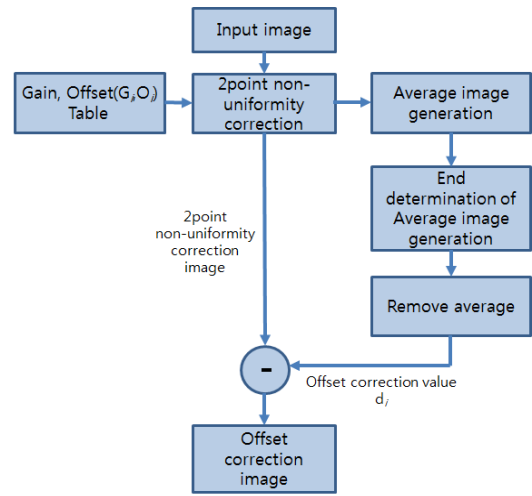 Input image
Gain, Offset(G,O)
Table
2point non-
uniformity
correction
Average image
generation
2point
non-uniformity
correction
image
End
determination of
Average image
generation
Remove average
-
Offset correction value
d
Offset
correction
image